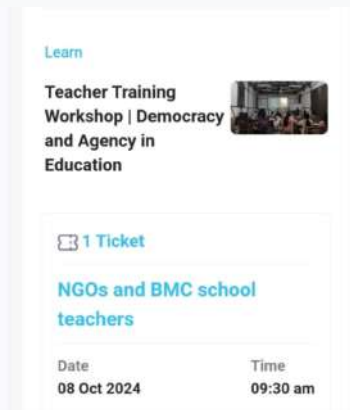 Learn
Teacher Training
Workshop | Democracy
and Agency in
Education
1 Ticket
NGOs and BMC school
teachers
Date Time
08 Oct 2024 09:30 am